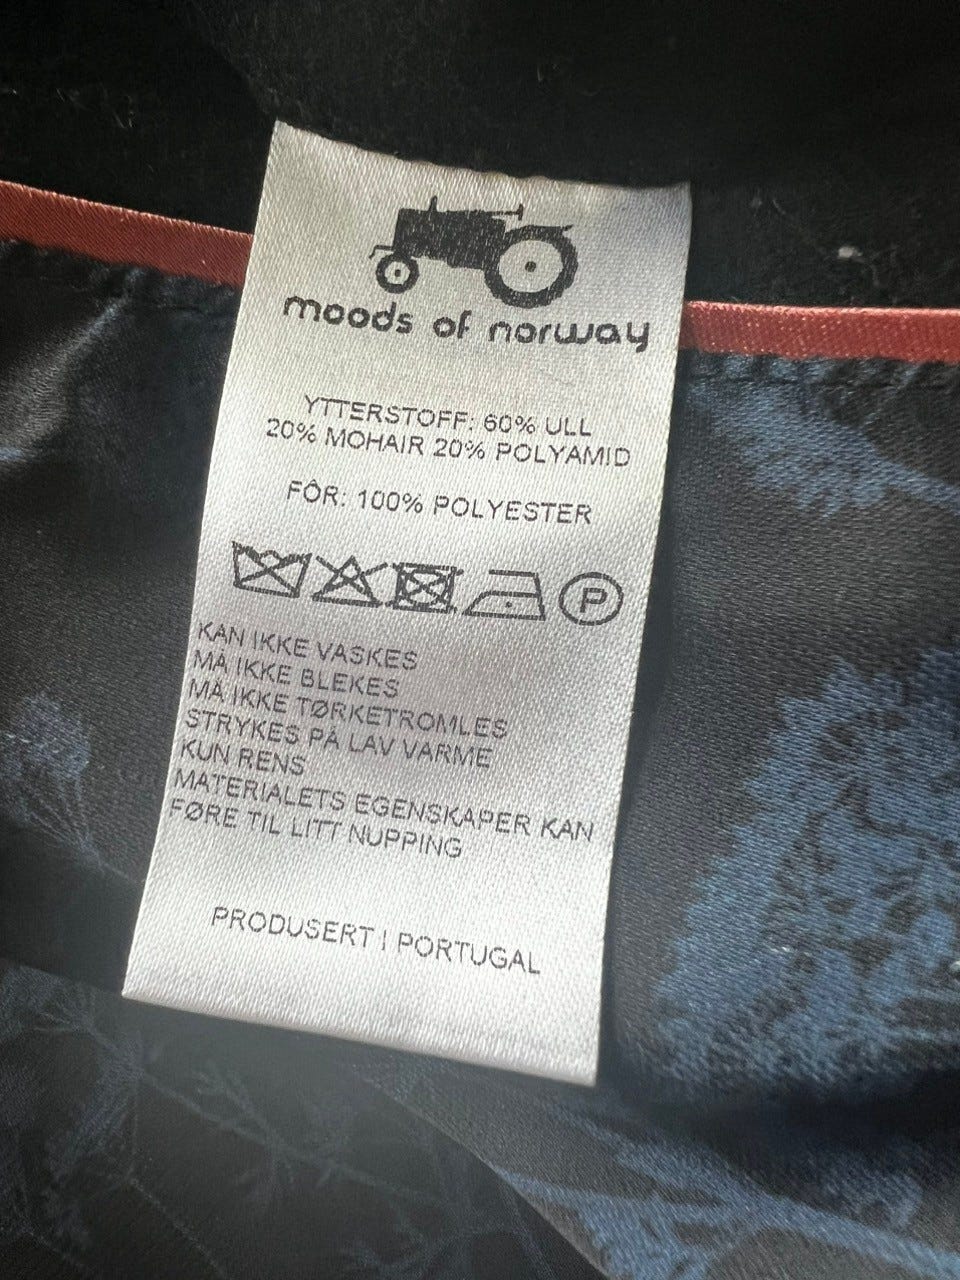 moods of norway
YTTERSTOFF: 60% ULL
20% MOHAIR 20% POLYAMID
FÔR: 100% POLYESTER
P
KAN IKKE VASKES
MÅ IKKE BLEKES
MÅ IKKE TØRKETROMLES
STRYKES PÅ LAV VARME
KUN RENS
MATERIALETS EGENSKAPER KAN
FØRE TIL LITT NUPPING
PRODUSERT I PORTUGAL